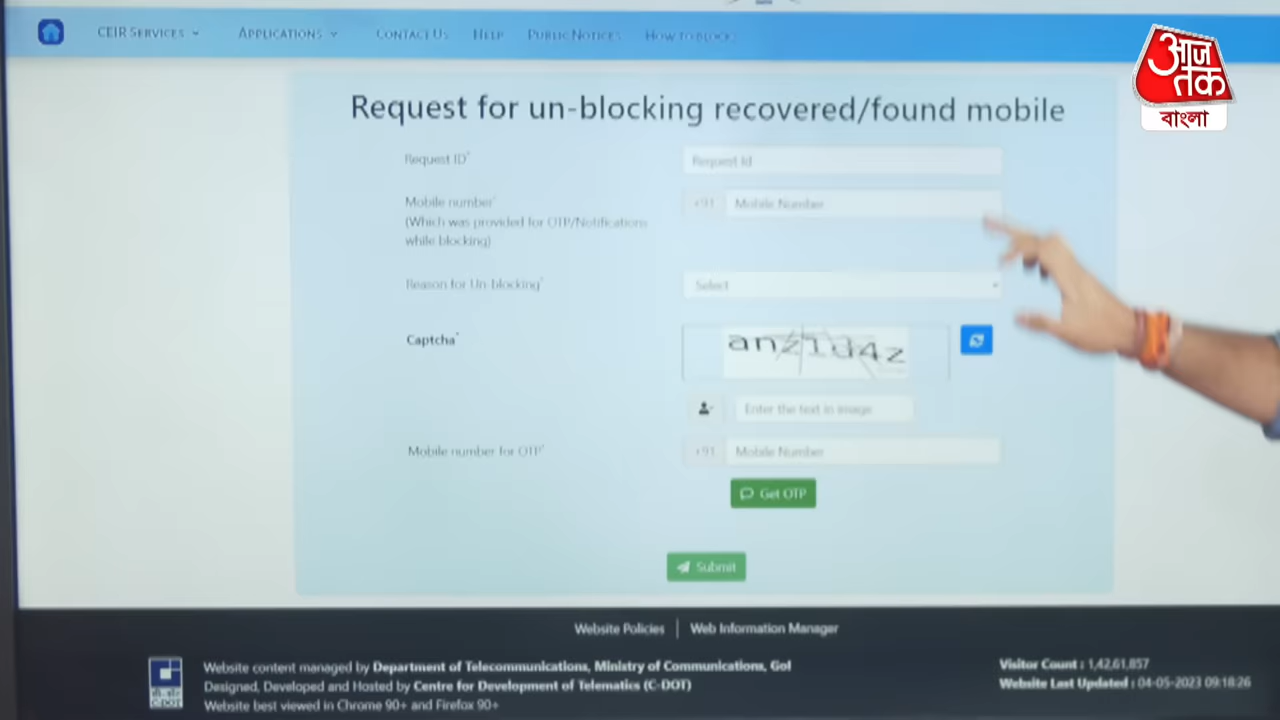 CEIR SERVICES
APPLICATIONS
CONTACT US
HELP
PUBLIC NOTICES
HOW TO BLOCK
आज
तक
বাংলা
Request for un-blocking recovered/found mobile
Request ID*
Request Id
Mobile number*
+91 Mobile Number
(Which was provided for OTP/Notifications
while blocking)
Reason for Un-blocking*
Select
Captcha*
anz1d4z
Enter the text in image
Mobile number for OTP*
+91 Mobile Number
Get OTP
Submit
Website Policies | Web Information Manager
सी-डॉट
C-DOT
Website content managed by Department of Telecommunications, Ministry of Communications, GoI
Designed, Developed and Hosted by Centre for Development of Telematics (C-DOT)
Website best viewed in Chrome 90+ and Firefox 90+
Visitor Count : 1,42,61,857
Website Last Updated : 04-05-2023 09:18:26